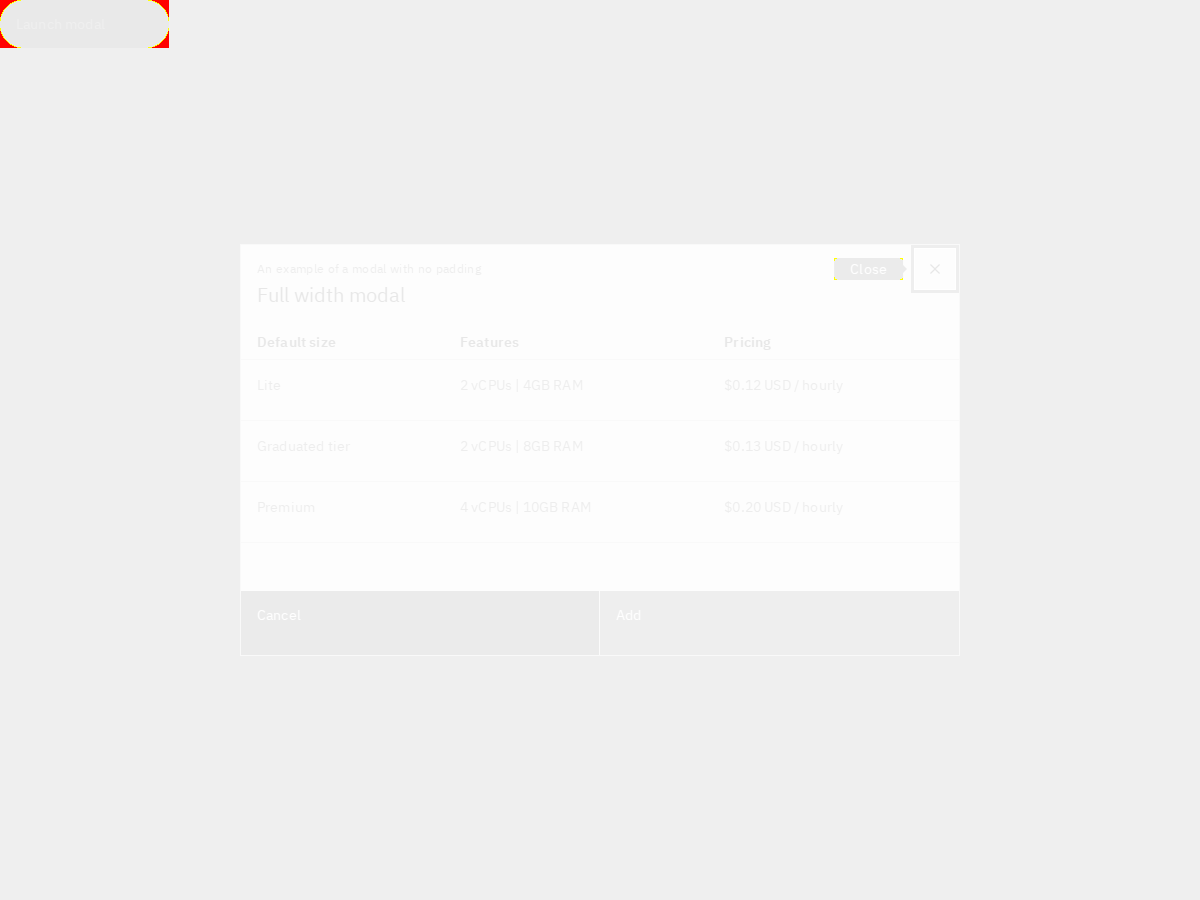 Launch modal
An example of a modal with no padding
Close
Full width modal
Default size Features Pricing
Lite 2 vCPUs | 4GB RAM $0.12 USD / hourly
Graduated tier 2 vCPUs | 8GB RAM $0.13 USD / hourly
Premium 4 vCPUs | 10GB RAM $0.20 USD / hourly
Cancel Add